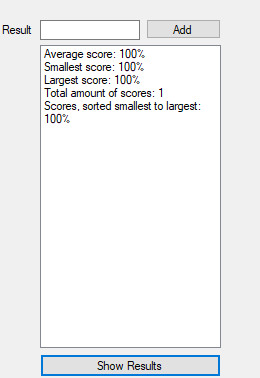 Result Add
Average score: 100%
Smallest score: 100%
Largest score: 100%
Total amount of scores: 1
Scores, sorted smallest to largest:
100%
Show Results